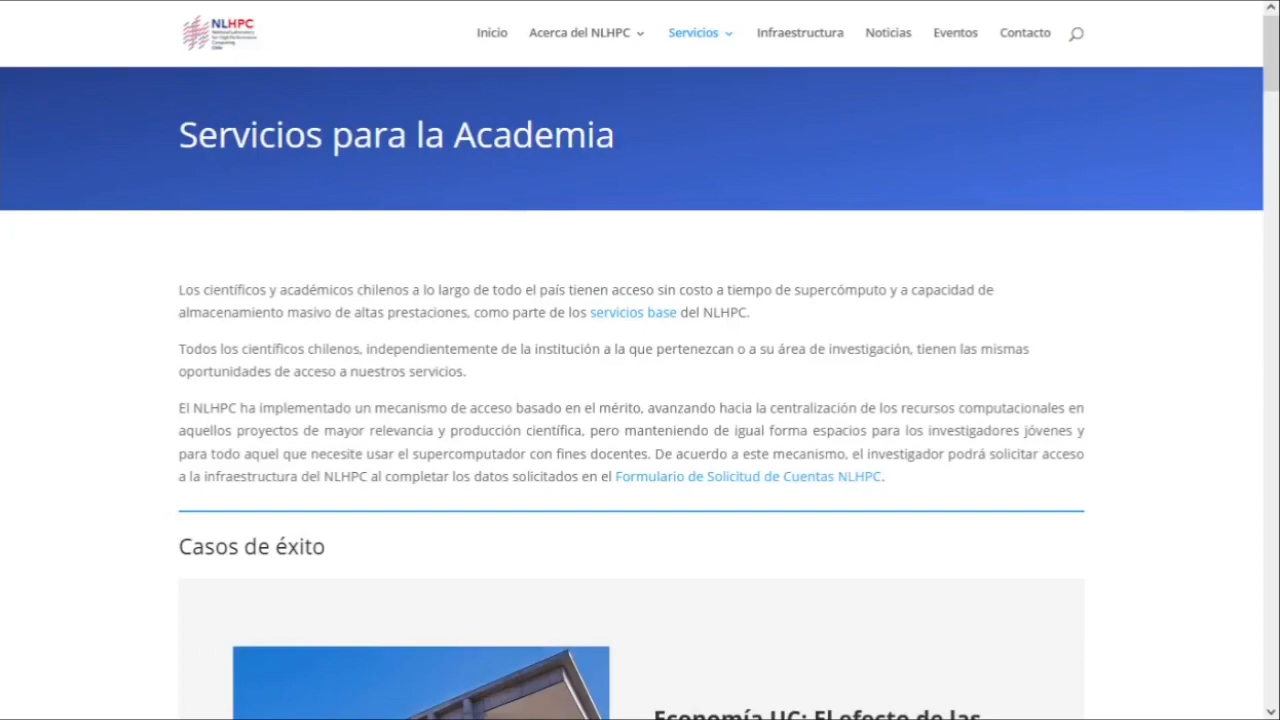 NLHPC
Inicio
Acerca del NLHPC
Servicios
Infraestructura
Noticias
Eventos
Contacto
Servicios para la Academia
Los científicos y académicos chilenos a lo largo de todo el país tienen acceso sin costo a tiempo de supercómputo y a capacidad de
almacenamiento masivo de altas prestaciones, como parte de los servicios base del NLHPC.
Todos los científicos chilenos, independientemente de la institución a la que pertenezcan o a su área de investigación, tienen las mismas
oportunidades de acceso a nuestros servicios.
El NLHPC ha implementado un mecanismo de acceso basado en el mérito, avanzando hacia la centralización de los recursos computacionales en
aquellos proyectos de mayor relevancia y producción científica, pero manteniendo de igual forma espacios para los investigadores jóvenes y
para todo aquel que necesite usar el supercomputador con fines docentes. De acuerdo a este mecanismo, el investigador podrá solicitar acceso
a la infraestructura del NLHPC al completar los datos solicitados en el Formulario de Solicitud de Cuentas NLHPC.
Casos de éxito
Economía UC: El efecto de las